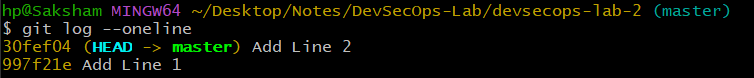 hp@Saksham MINGW64 ~/Desktop/Notes/DevSecOps-Lab/devsecops-lab-2 (master)
$ git log --oneline
30fef04 (HEAD -> master) Add Line 2
997f21e Add Line 1